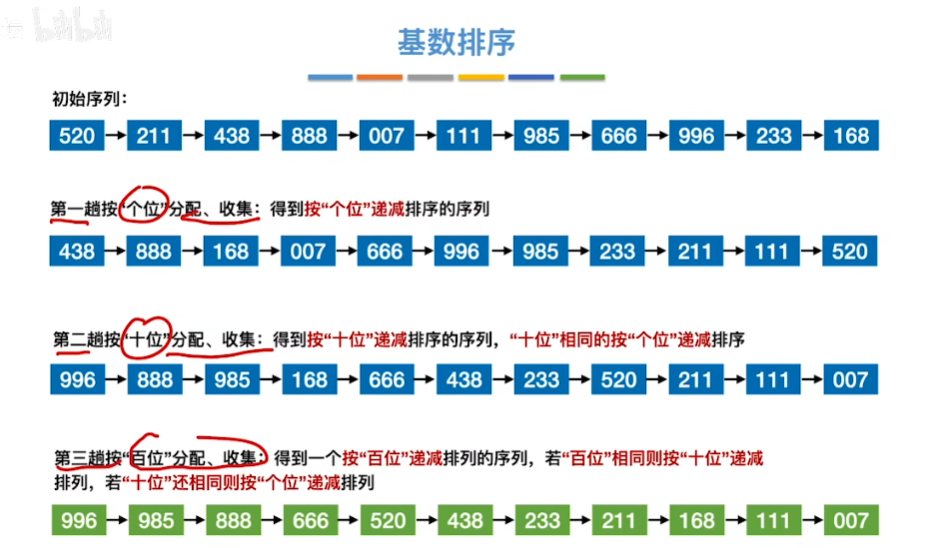 基数排序
初始序列：
520 211 438 888 007 111 985 666 996 233 168
第一趟按“个位”分配、收集：得到按“个位”递减排序的序列
438 888 168 007 666 996 985 233 211 111 520
第二趟按“十位”分配、收集：得到按“十位”递减排序的序列，“十位”相同的按“个位”递减排序
996 888 985 168 666 438 233 520 211 111 007
第三趟按“百位”分配、收集：得到一个按“百位”递减排列的序列，若“百位”相同则按“十位”递减
排列，若“十位”还相同则按“个位”递减排列
996 985 888 666 520 438 233 211 168 111 007